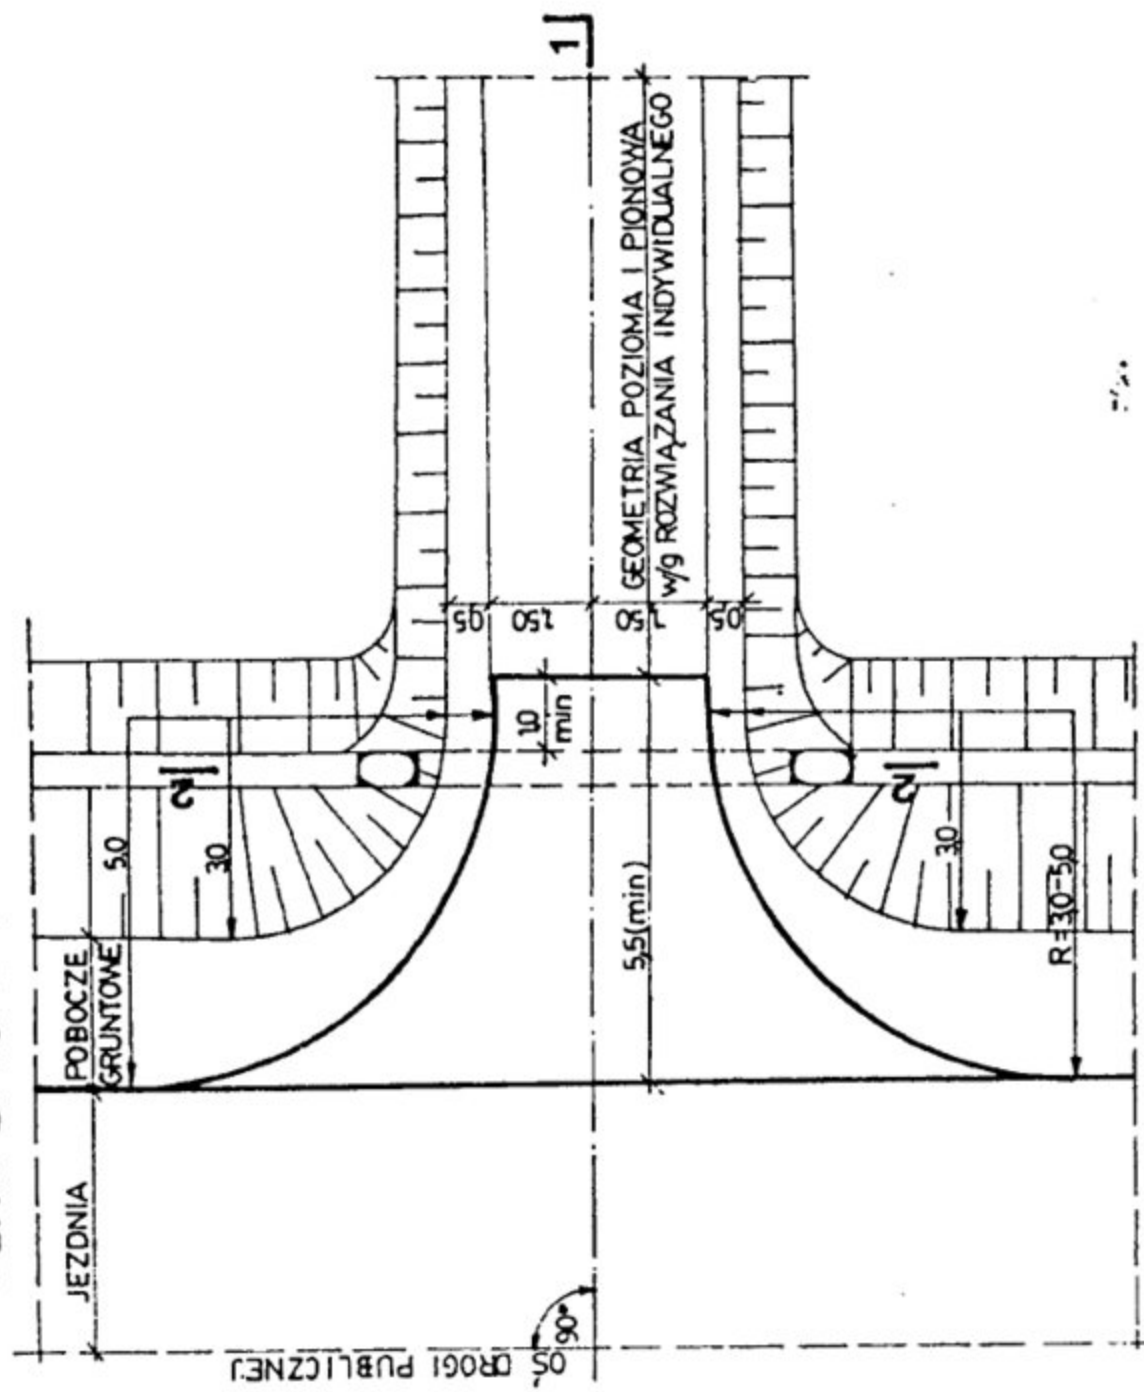 1
GEOMETRIA POZIOMA I PIONOWA
w/g ROZWIĄZANIA INDYWIDUALNEGO
0,5
1,50
1,50
0,5
1,0
min
2
2
5,0
3,0
3,0
R=3,0-5,0
5,5(min)
POBOCZE
GRUNTOWE
JEZDNIA
90°
OŚ DROGI PUBLICZNEJ